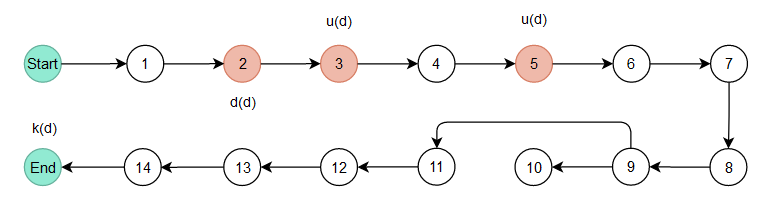 u(d) u(d)
Start 1 2 3 4 5 6 7
d(d)
k(d)
End 14 13 12 11 10 9 8